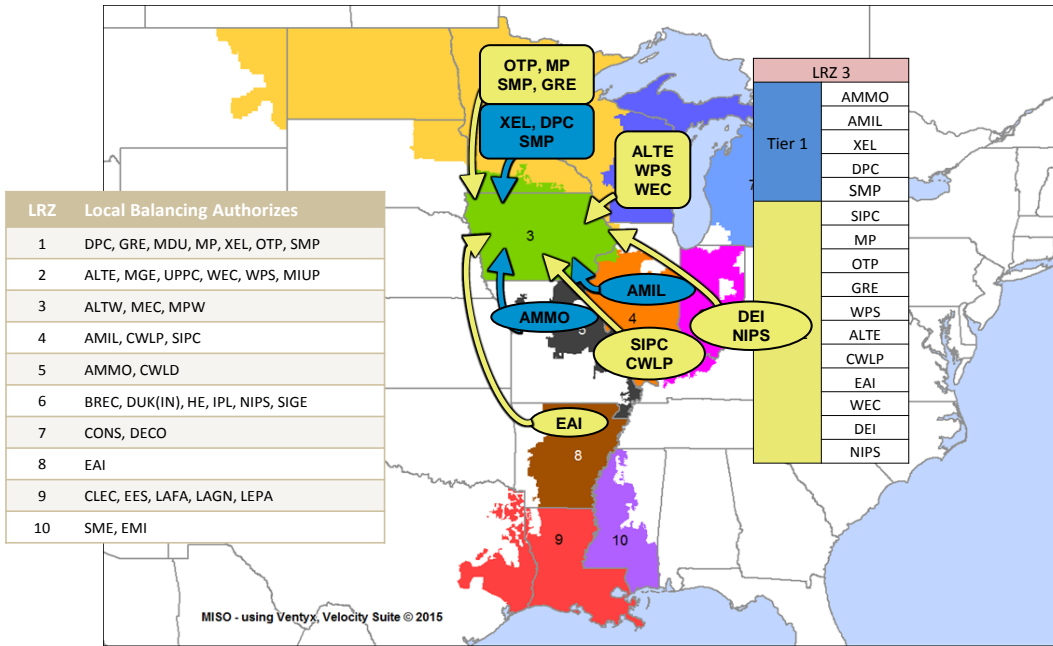 OTP, MP
SMP, GRE
XEL, DPC
SMP
ALTE
WPS
WEC
7
3
AMIL
AMMO
4
5
SIPC
CWLP
DEI
NIPS
EAI
8
9
10
MISO - using Ventyx, Velocity Suite © 2015
LRZ Local Balancing Authorizes
1 DPC, GRE, MDU, MP, XEL, OTP, SMP
2 ALTE, MGE, UPPC, WEC, WPS, MIUP
3 ALTW, MEC, MPW
4 AMIL, CWLP, SIPC
5 AMMO, CWLD
6 BREC, DUK(IN), HE, IPL, NIPS, SIGE
7 CONS, DECO
8 EAI
9 CLEC, EES, LAFA, LAGN, LEPA
10 SME, EMI
LRZ 3
Tier 1
AMMO
AMIL
XEL
DPC
SMP
SIPC
MP
OTP
GRE
WPS
ALTE
CWLP
EAI
WEC
DEI
NIPS